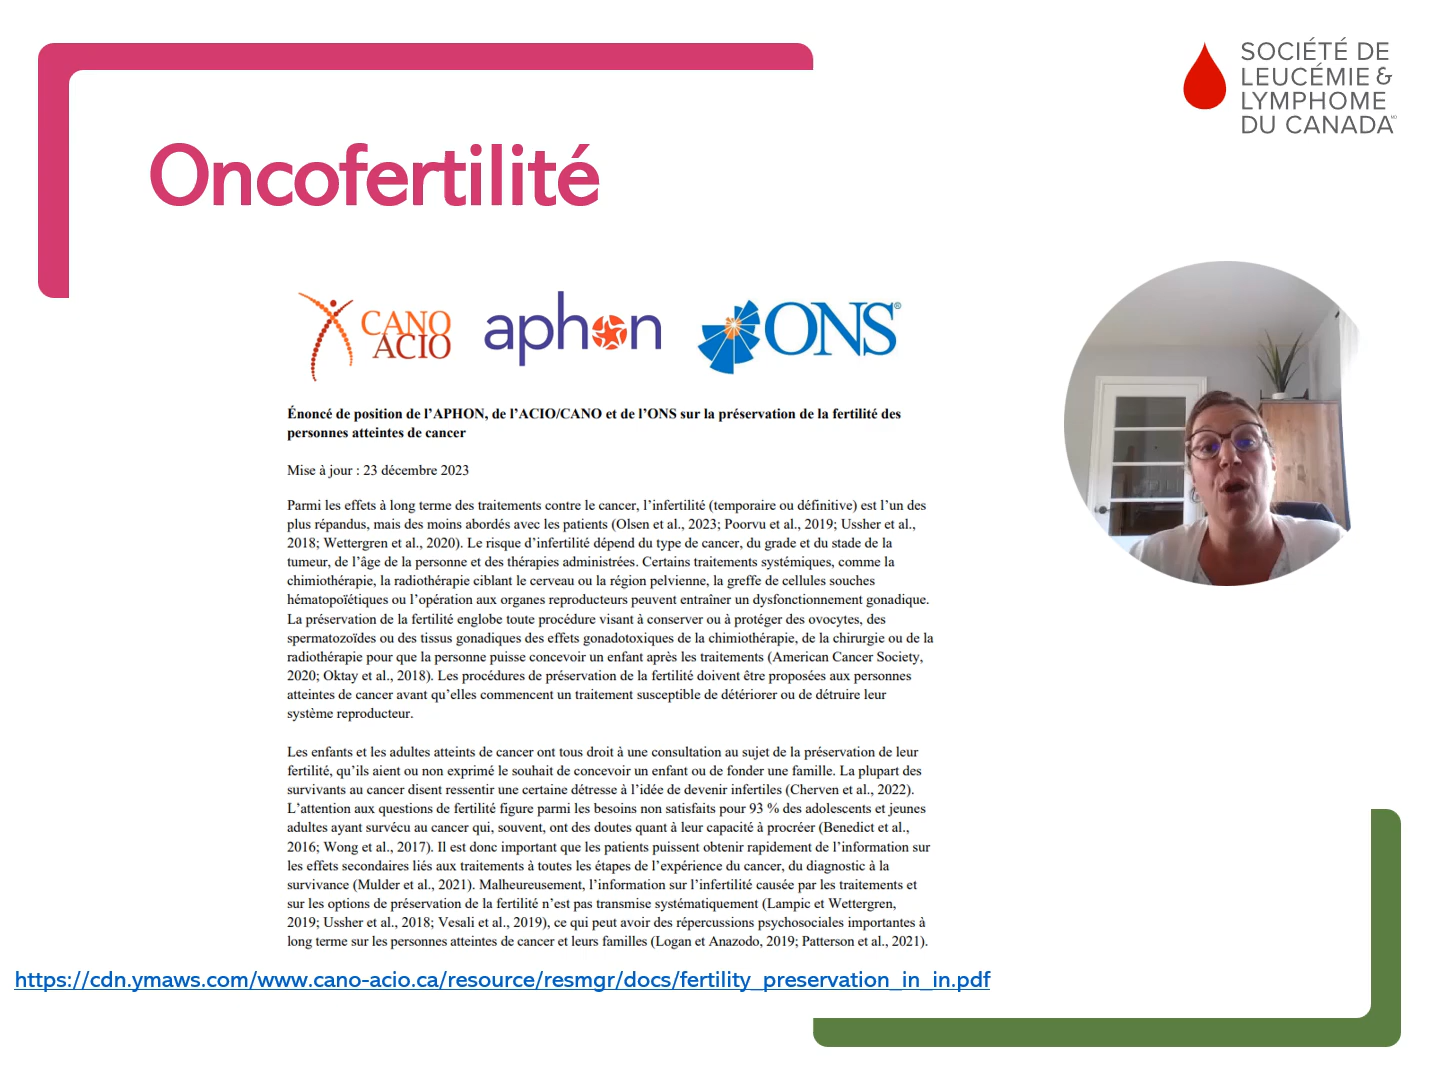 SOCIÉTÉ DE
LEUCÉMIE &
LYMPHOME
DU CANADA
Oncofertilité
CANO
ACIO
aphon
ONS®
Énoncé de position de l’APHON, de l’ACIO/CANO et de l’ONS sur la préservation de la fertilité des
personnes atteintes de cancer
Mise à jour : 23 décembre 2023
Parmi les effets à long terme des traitements contre le cancer, l’infertilité (temporaire ou définitive) est l’un des
plus répandus, mais des moins abordés avec les patients (Olsen et al., 2023; Poorvu et al., 2019; Ussher et al.,
2018; Wettergren et al., 2020). Le risque d’infertilité dépend du type de cancer, du grade et du stade de la
tumeur, de l’âge de la personne et des thérapies administrées. Certains traitements systémiques, comme la
chimiothérapie, la radiothérapie ciblant le cerveau ou la région pelvienne, la greffe de cellules souches
hématopoïétiques ou l’opération aux organes reproducteurs peuvent entraîner un dysfonctionnement gonadique.
La préservation de la fertilité englobe toute procédure visant à conserver ou à protéger des ovocytes, des
spermatozoïdes ou des tissus gonadiques des effets gonadotoxiques de la chimiothérapie, de la chirurgie ou de la
radiothérapie pour que la personne puisse concevoir un enfant après les traitements (American Cancer Society,
2020; Oktay et al., 2018). Les procédures de préservation de la fertilité doivent être proposées aux personnes
atteintes de cancer avant qu’elles commencent un traitement susceptible de détériorer ou de détruire leur
système reproducteur.
Les enfants et les adultes atteints de cancer ont tous droit à une consultation au sujet de la préservation de leur
fertilité, qu’ils aient ou non exprimé le souhait de concevoir un enfant ou de fonder une famille. La plupart des
survivants au cancer disent ressentir une certaine détresse à l’idée de devenir infertiles (Cherven et al., 2022).
L’attention aux questions de fertilité figure parmi les besoins non satisfaits pour 93 % des adolescents et jeunes
adultes ayant survécu au cancer qui, souvent, ont des doutes quant à leur capacité à procréer (Benedict et al.,
2016; Wong et al., 2017). Il est donc important que les patients puissent obtenir rapidement de l’information sur
les effets secondaires liés aux traitements à toutes les étapes de l’expérience du cancer, du diagnostic à la
survivance (Mulder et al., 2021). Malheureusement, l’information sur l’infertilité causée par les traitements et
sur les options de préservation de la fertilité n’est pas transmise systématiquement (Lampic et Wettergren,
2019; Ussher et al., 2018; Vesali et al., 2019), ce qui peut avoir des répercussions psychosociales importantes à
long terme sur les personnes atteintes de cancer et leurs familles (Logan et Anazodo, 2019; Patterson et al., 2021).
https://cdn.ymaws.com/www.cano-acio.ca/resource/resmgr/docs/fertility_preservation_in_in.pdf